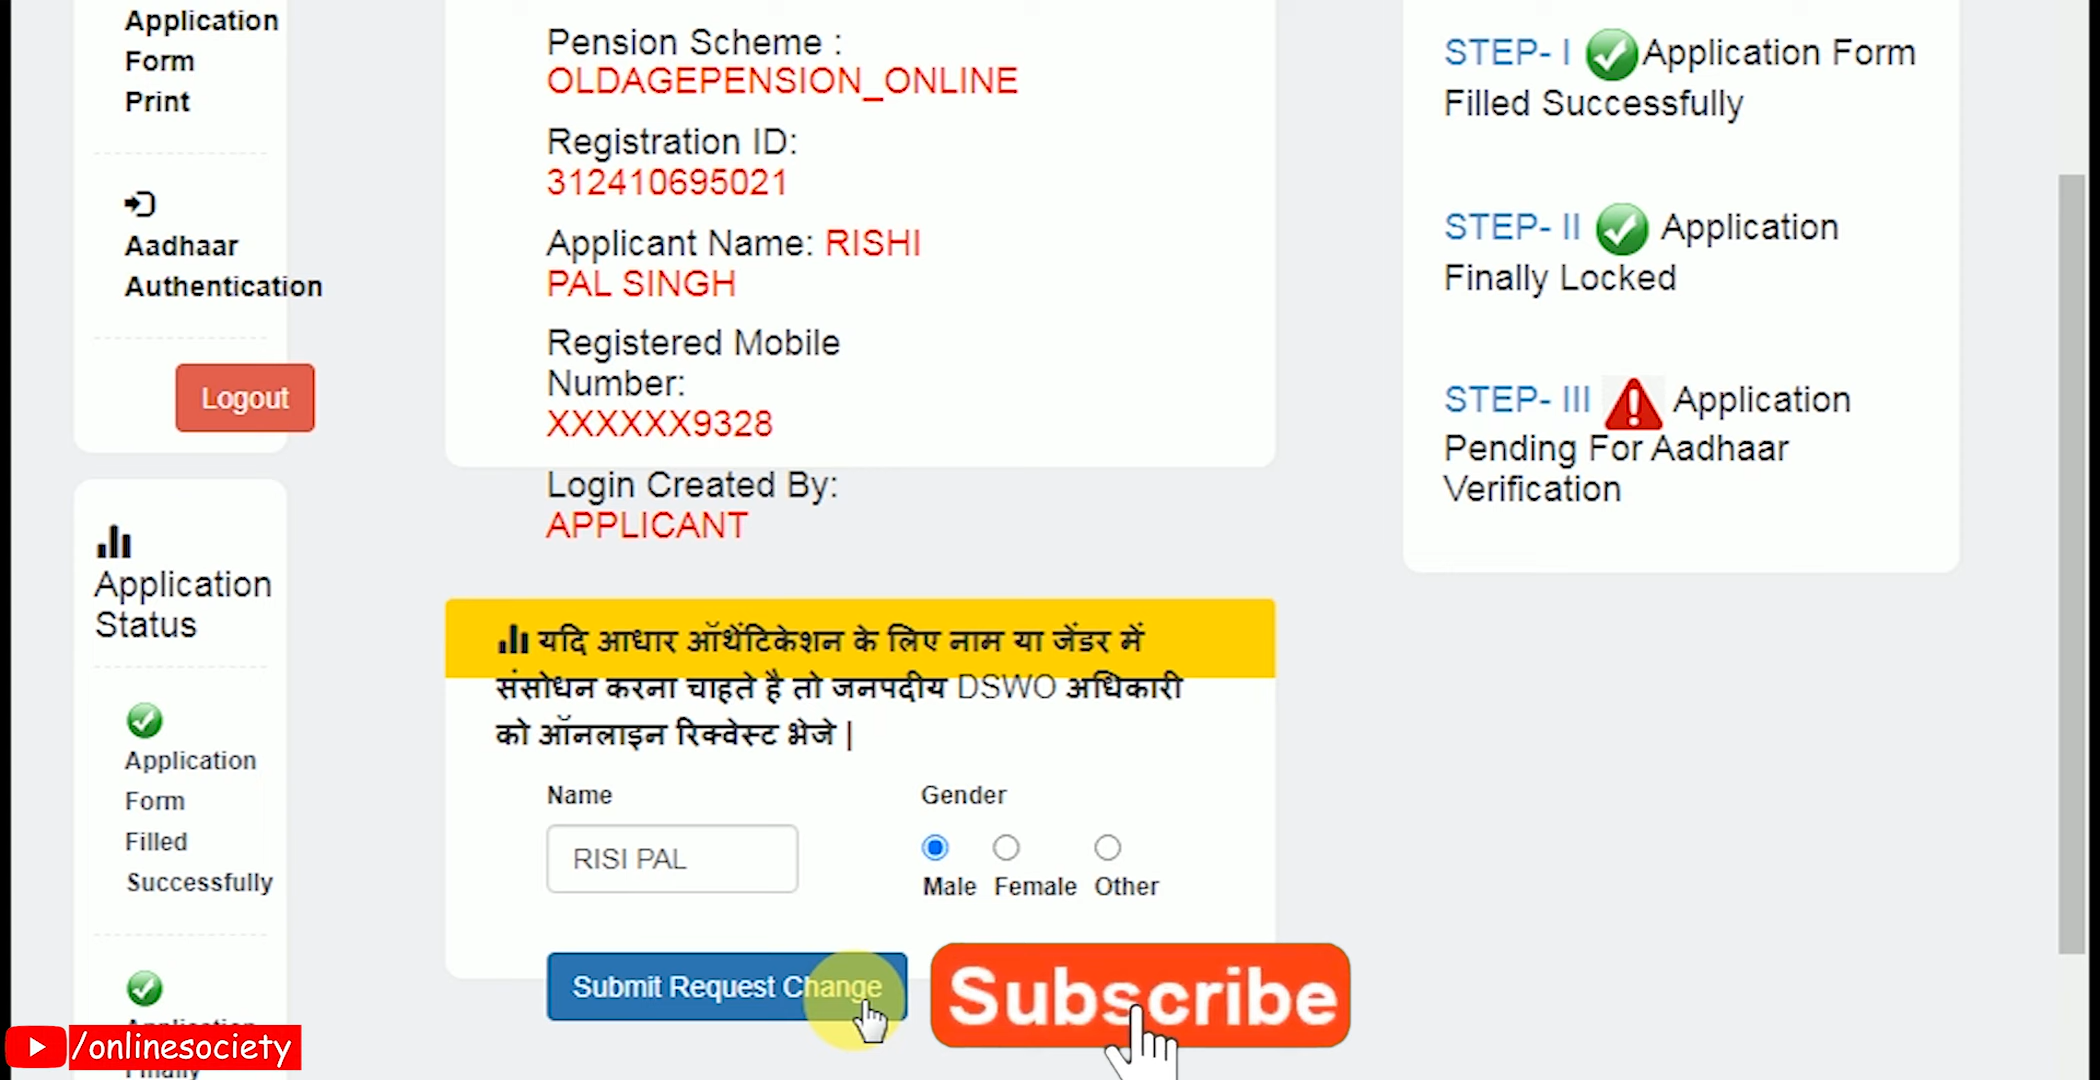 Application
Form
Print
Aadhaar
Authentication
Logout
Application
Status
Application
Form
Filled
Successfully
/onlinesociety
Pension Scheme :
OLDAGEPENSION_ONLINE
Registration ID:
312410695021
Applicant Name: RISHI
PAL SINGH
Registered Mobile
Number:
XXXXXX9328
Login Created By:
APPLICANT
यदि आधार ऑथेंटिकेशन के लिए नाम या जेंडर में
संसोधन करना चाहते है तो जनपदीय DSWO अधिकारी
को ऑनलाइन रिक्वेस्ट भेजे |
Name
Gender
RISI PAL
Male Female Other
Submit Request Change
Subscribe
STEP- I Application Form
Filled Successfully
STEP- II Application
Finally Locked
STEP- III Application
Pending For Aadhaar
Verification